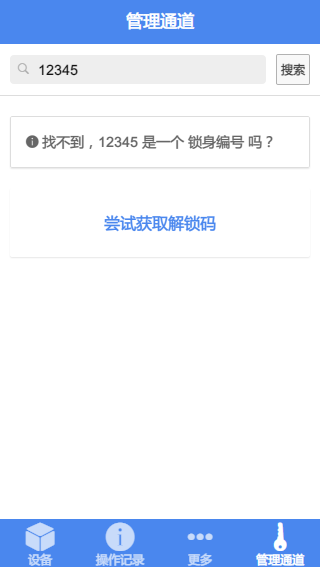 管理通道
12345
搜索
找不到，12345 是一个 锁身编号 吗？
尝试获取解锁码
设备
操作记录
更多
管理通道